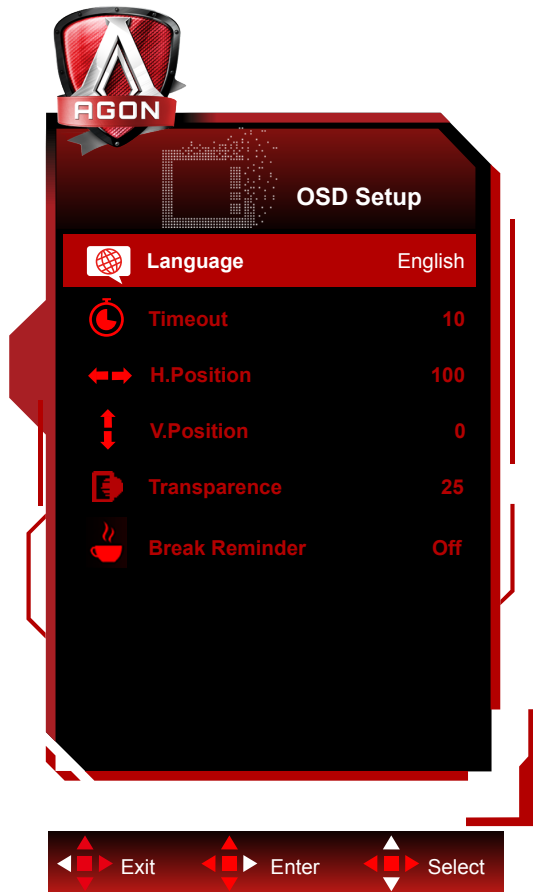 AGON
OSD Setup
Language English
Timeout 10
H.Position 100
V.Position 0
Transparence 25
Break Reminder Off
Exit Enter Select